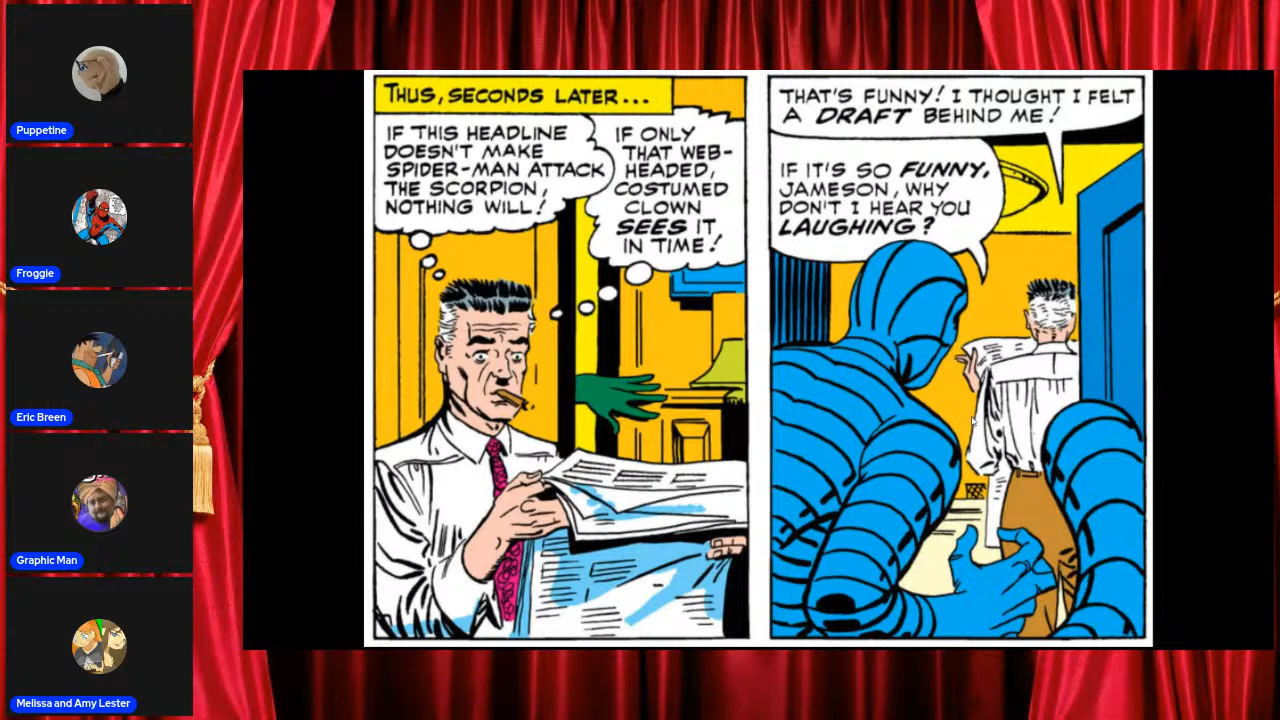 Puppetine
Froggie
Eric Breen
Graphic Man
Melissa and Amy Lester
THUS, SECONDS LATER...
IF THIS HEADLINE
DOESN'T MAKE
SPIDER-MAN ATTACK
THE SCORPION,
NOTHING WILL!
IF ONLY
THAT WEB-
HEADED,
COSTUMED
CLOWN
SEES IT
IN TIME!
THAT'S FUNNY! I THOUGHT I FELT
A DRAFT BEHIND ME!
IF IT'S SO FUNNY,
JAMESON, WHY
DON'T I HEAR YOU
LAUGHING?